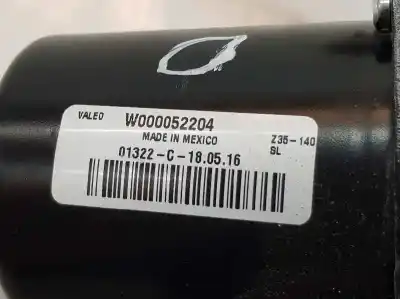 VALEO W000052204
MADE IN MEXICO Z35-140
SL
01322-C-18.05.16